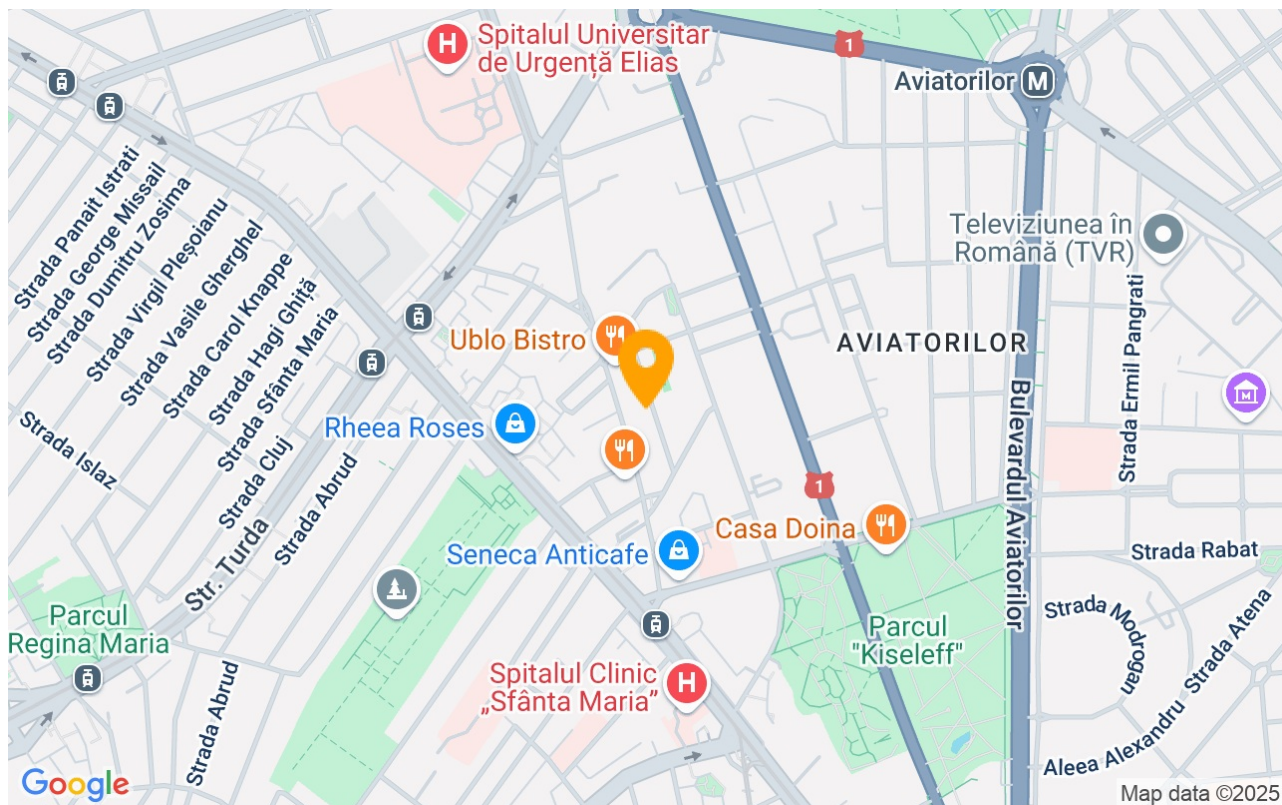 Spitalul Universitar
de Urgență Elias
H
1
Aviatorilor
M
Strada Panait Istrati
Strada George Missail
Strada Dumitru Zosima
Strada Virgil Pleșoianu
Strada Vasile Gherghel
Strada Carol Knappe
Strada Hagi Ghiță
Strada Sfânta Maria
Strada Cluj
Strada Islaz
Strada Abrud
Str. Turda
Televiziunea în
Română (TVR)
Ublo Bistro
AVIATORILOR
Strada Ermil Pangrati
Bulevardul Aviatorilor
M
Rheea Roses
1
Casa Doina
Seneca Anticafe
Strada Rabat
Parcul
Regina Maria
Strada Modrogan
Parcul
"Kiseleff"
Strada Atena
Spitalul Clinic
„Sfânta Maria”
H
Strada Abrud
Aleea Alexandru
Google
Map data ©2025